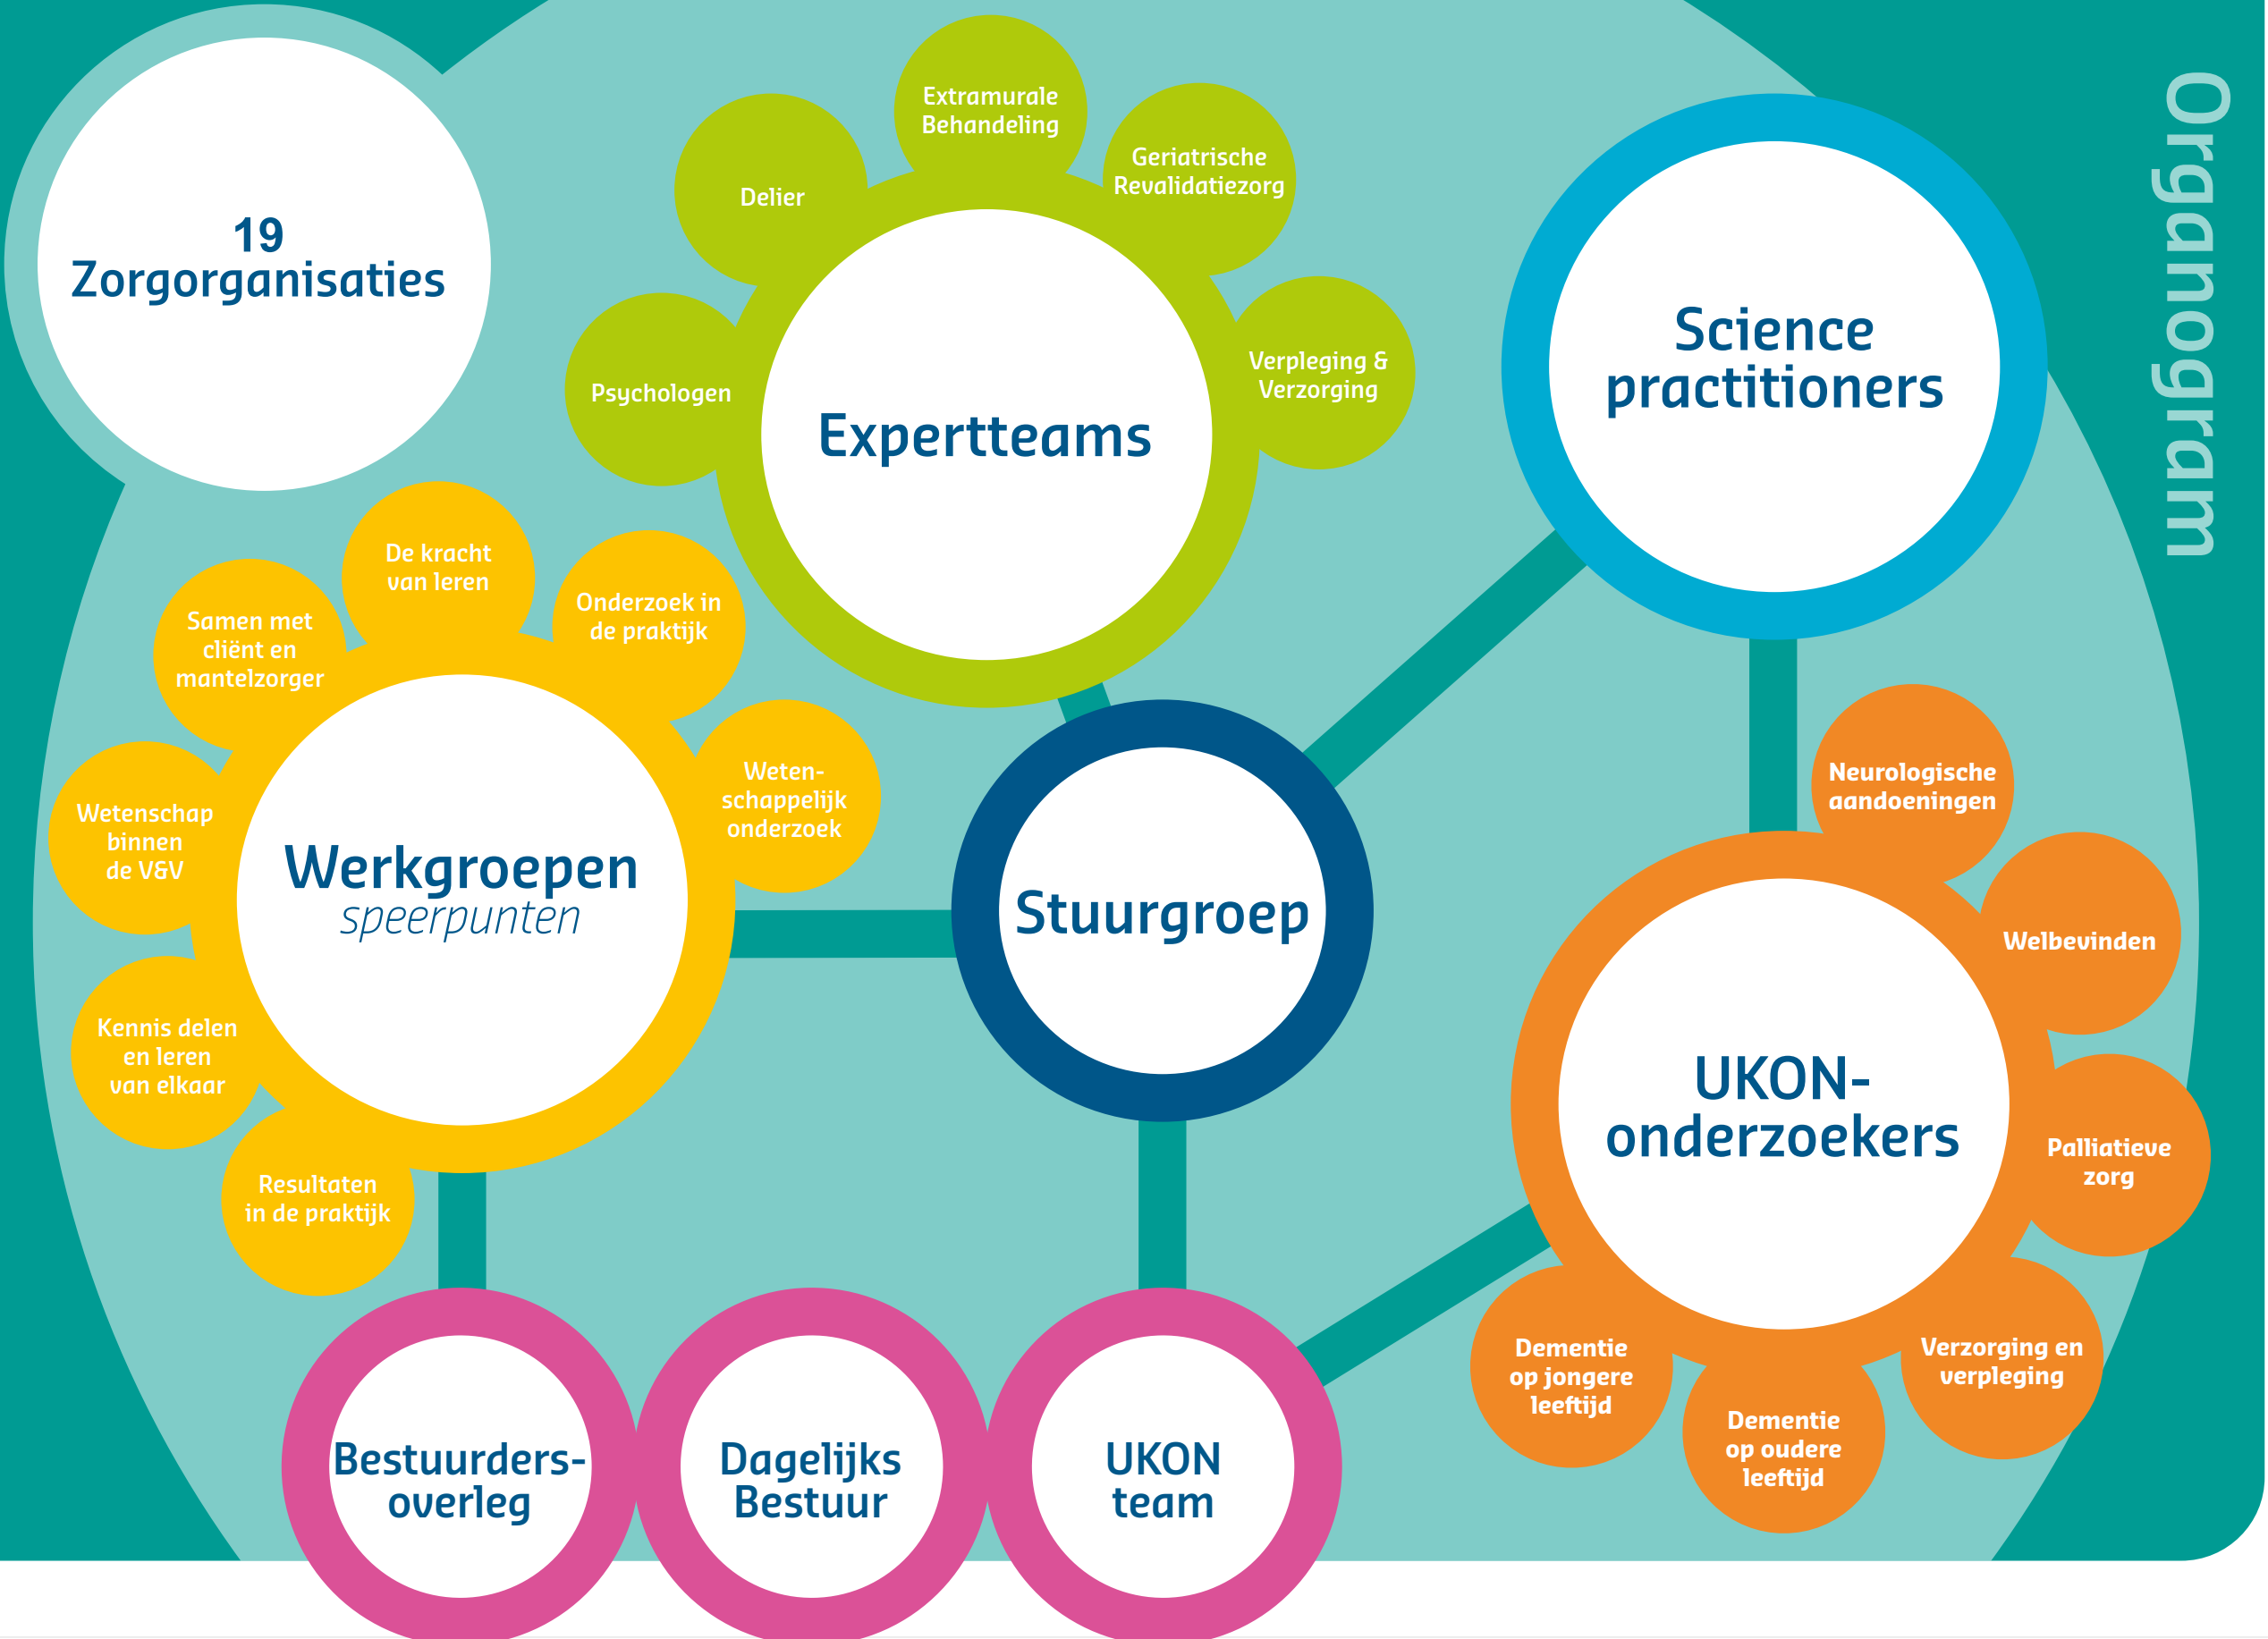 Organogram
19
Zorgorganisaties
Expertteams
Psychologen
Delier
Extramurale
Behandeling
Geriatrische
Revalidatiezorg
Verpleging &
Verzorging
Science
practitioners
Werkgroepen
speerpunten
Resultaten
in de praktijk
Kennis delen
en leren
van elkaar
Wetenschap
binnen
de V&V
Samen met
cliënt en
mantelzorger
De kracht
van leren
Onderzoek in
de praktijk
Weten-
schappelijk
onderzoek
Stuurgroep
UKON-
onderzoekers
Neurologische
aandoeningen
Welbevinden
Palliatieve
zorg
Verzorging en
verpleging
Dementie
op oudere
leeftijd
Dementie
op jongere
leeftijd
Bestuurders-
overleg
Dagelijks
Bestuur
UKON
team